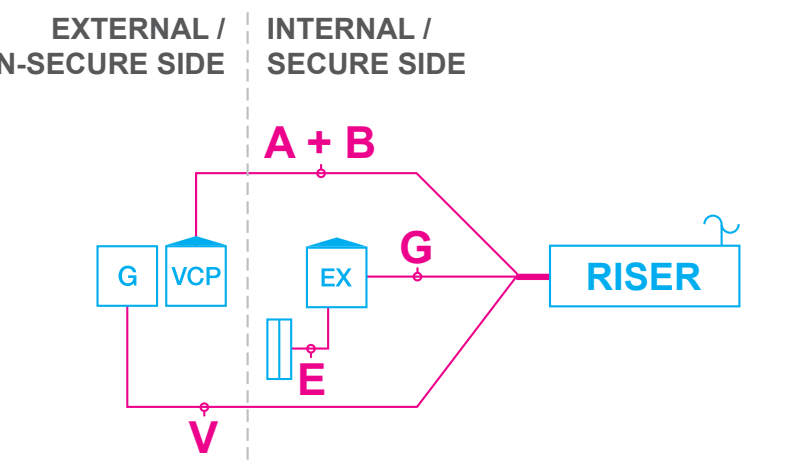 EXTERNAL /
N-SECURE SIDE
INTERNAL /
SECURE SIDE
A + B
G
VCP
EX
G
RISER
E
V